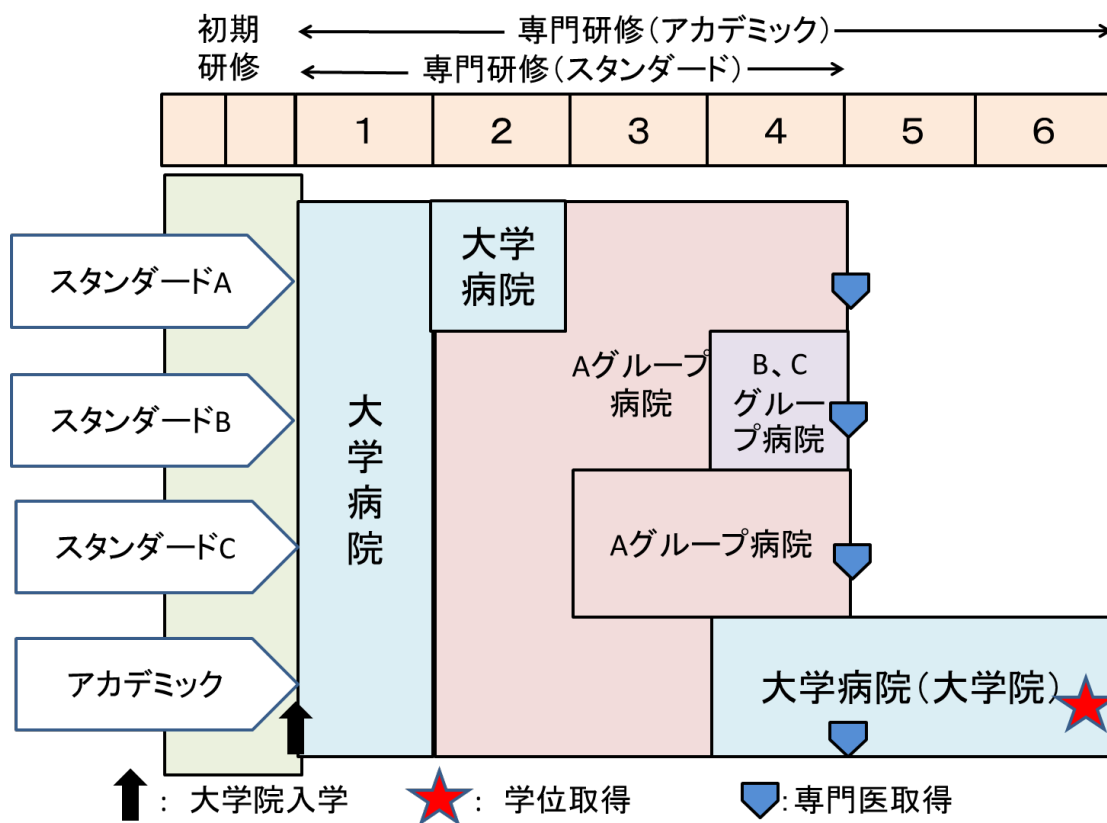 初期
研修
専門研修(アカデミック)
専門研修(スタンダード)
1 2 3 4 5 6
スタンダードA
スタンダードB
スタンダードC
アカデミック
大
学
病
院
大学
病院
Aグループ
病院
B、C
グルー
プ病院
Aグループ病院
大学病院(大学院)
: 大学院入学
: 学位取得
:専門医取得